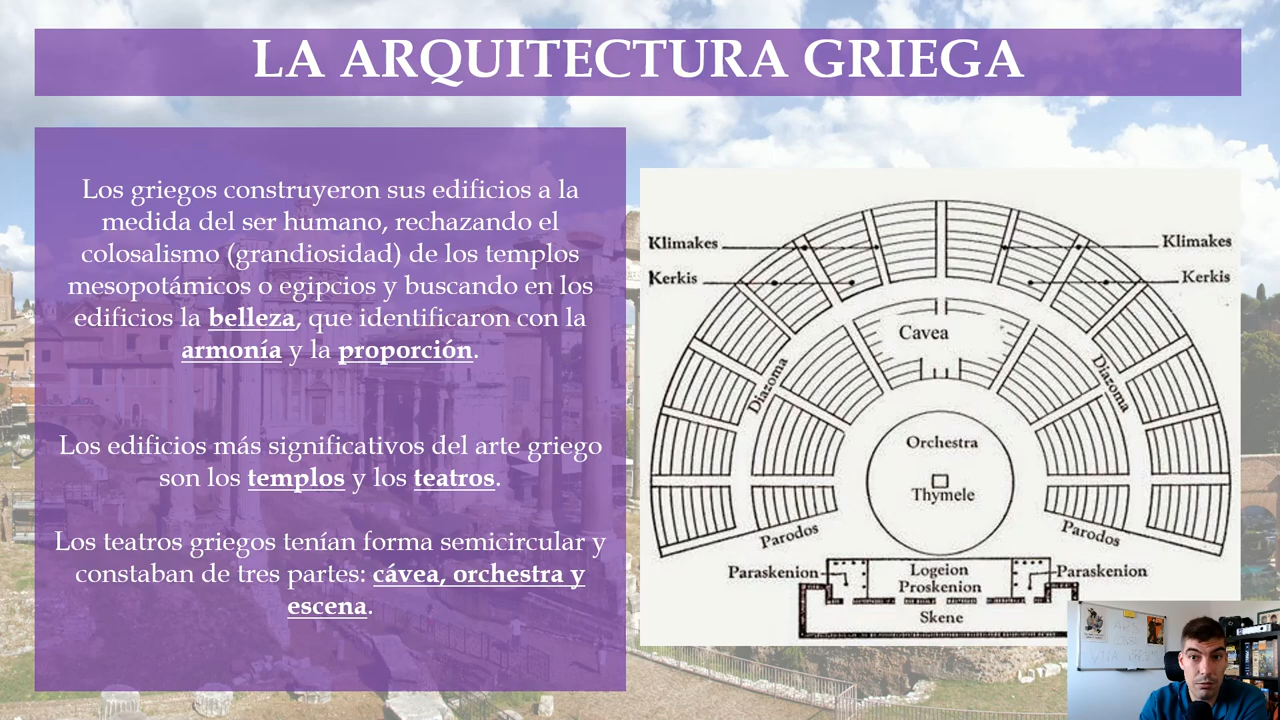 LA ARQUITECTURA GRIEGA
Los griegos construyeron sus edificios a la
medida del ser humano, rechazando el
colosalismo (grandiosidad) de los templos
mesopotámicos o egipcios y buscando en los
edificios la belleza, que identificaron con la
armonía y la proporción.
Los edificios más significativos del arte griego
son los templos y los teatros.
Los teatros griegos tenían forma semicircular y
constaban de tres partes: cávea, orchestra y
escena.
Klimakes
Klimakes
Kerkis
Kerkis
Cavea
Diazoma
Diazoma
Orchestra
Thymele
Parodos
Parodos
Paraskenion
Logeion
Paraskenion
Proskenion
Skene